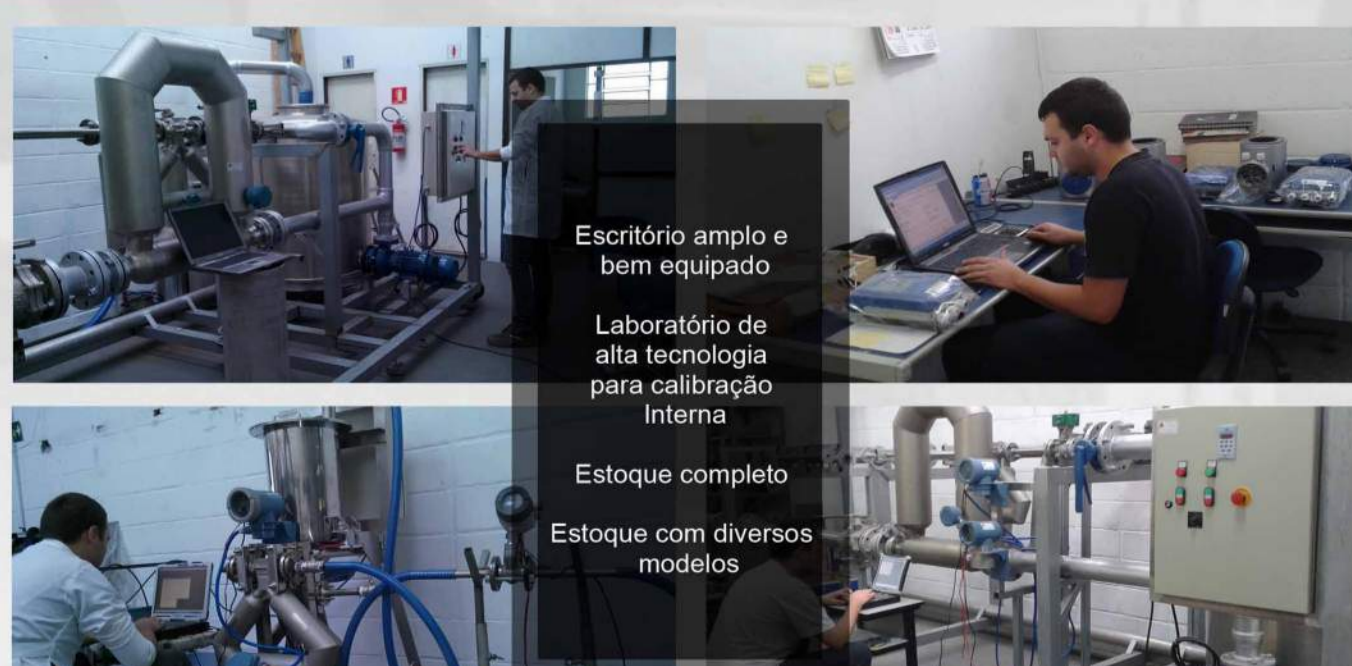 Escritório amplo e
bem equipado
Laboratório de
alta tecnologia
para calibração
Interna
Estoque completo
Estoque com diversos
modelos